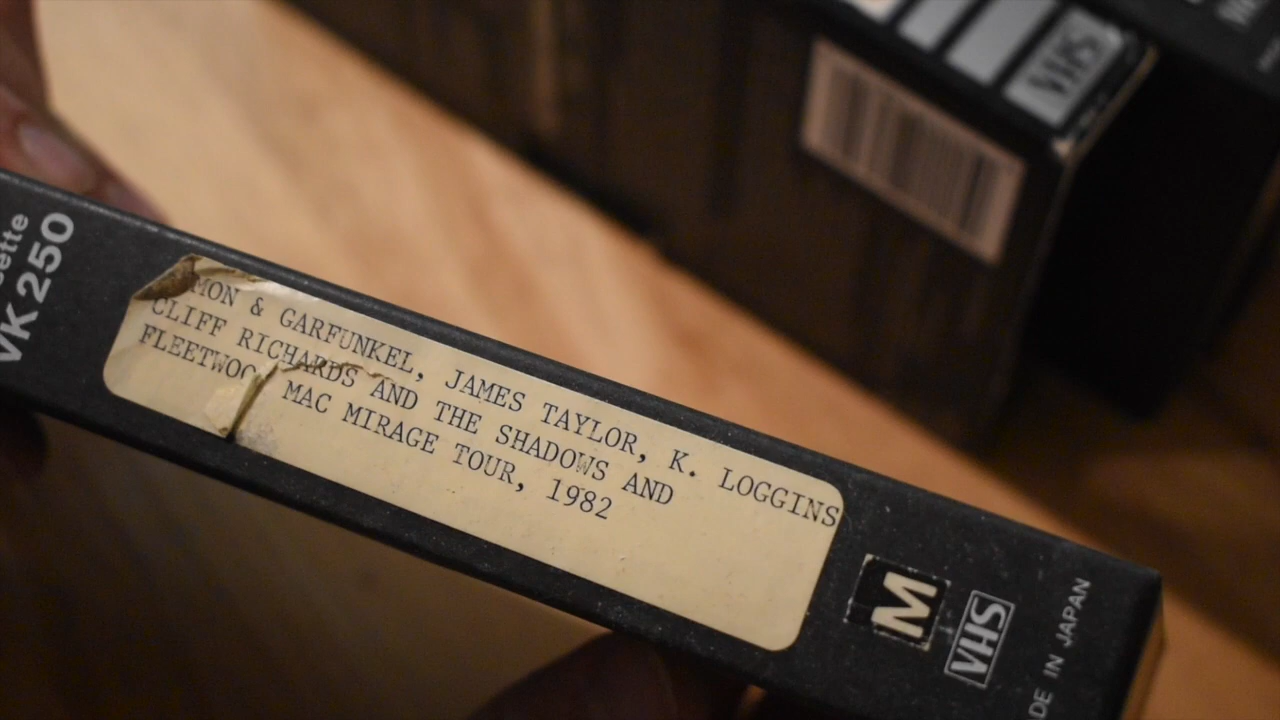 VK 250
MON & GARFUNKEL, JAMES TAYLOR, K. LOGGINS
CLIFF RICHARDS AND THE SHADOWS AND
FLEETWOO MAC MIRAGE TOUR, 1982
M
VHS
DE IN JAPAN
VHS